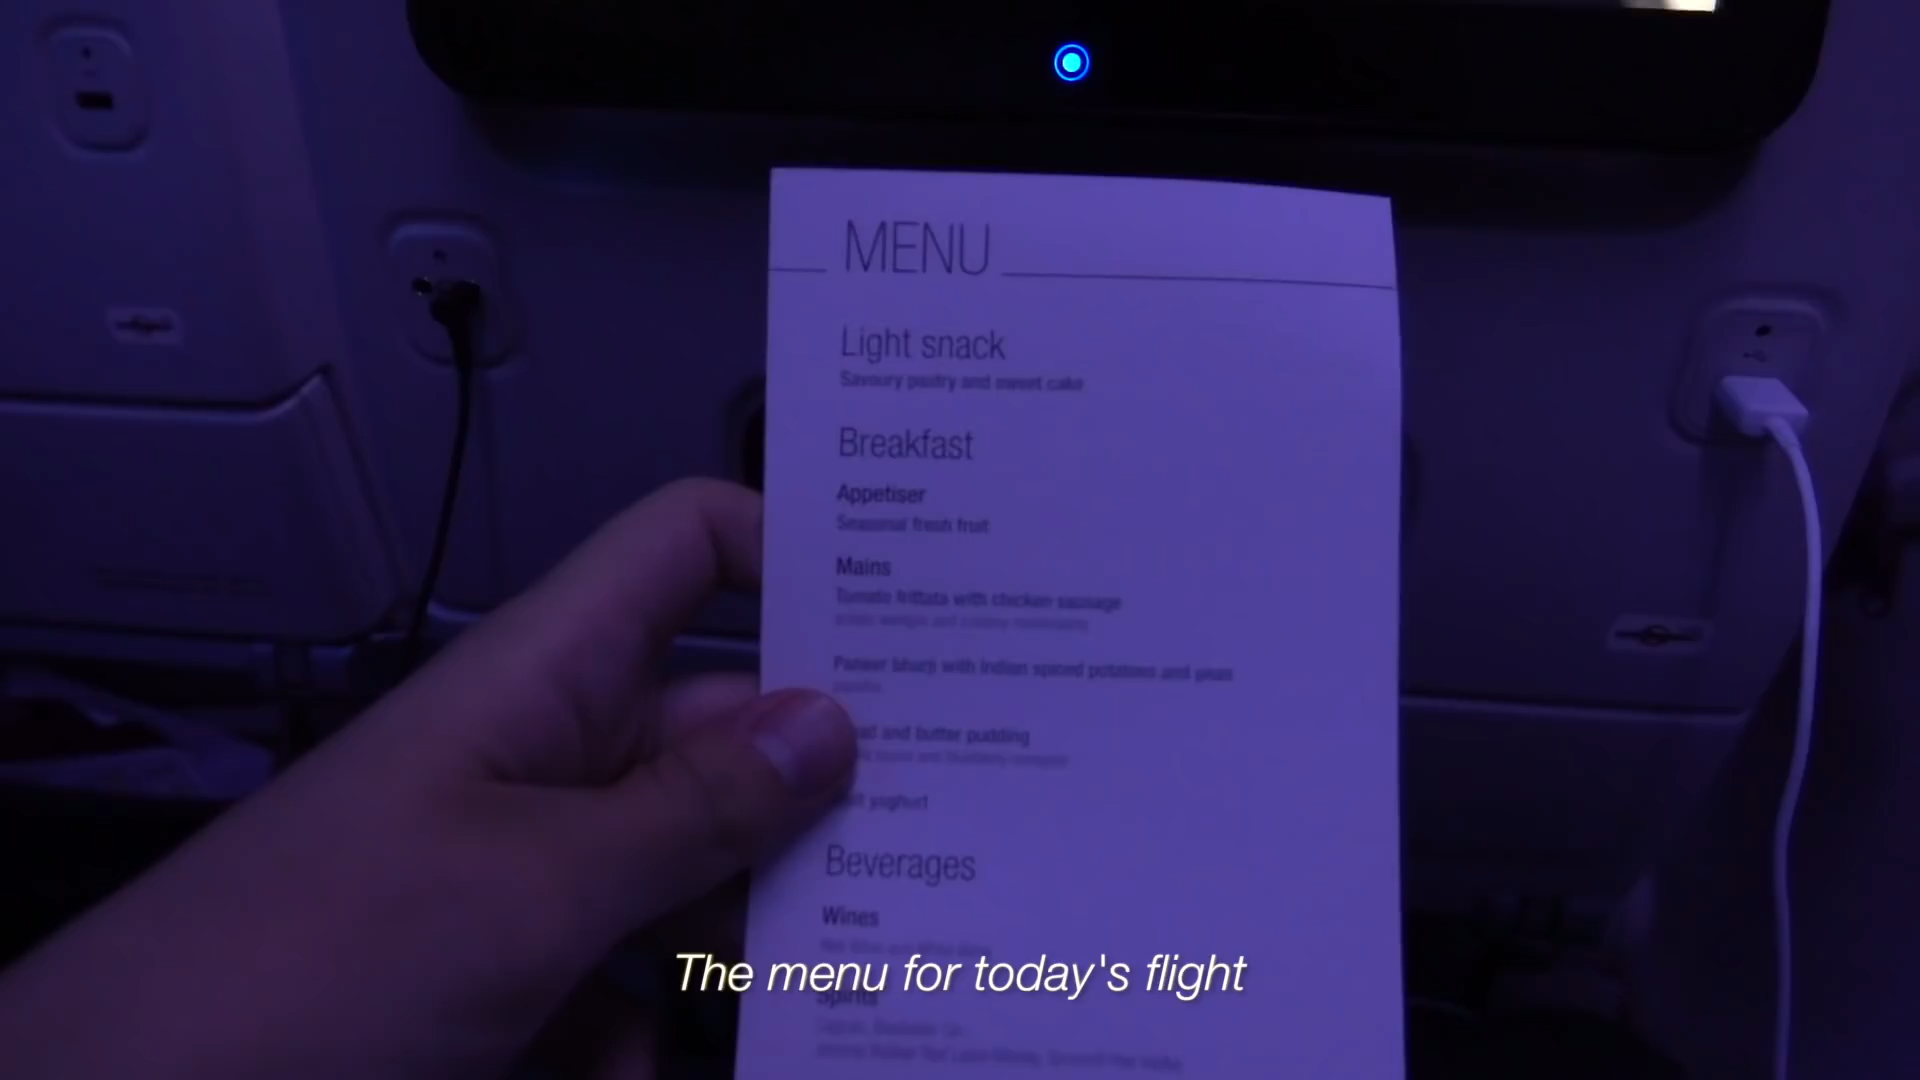 MENU
Light snack
Savoury pastry and sweet cake
Breakfast
Appetiser
Seasonal fresh fruit
Mains
Tomato frittata with chicken sausage
Paneer bhurji with Indian spiced potatoes and peas
and butter pudding
yoghurt
Beverages
Wines
The menu for today's flight
Spirits